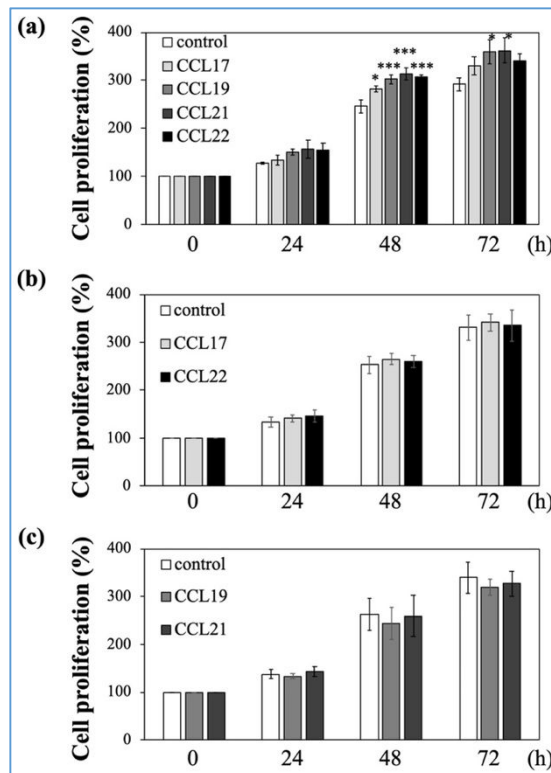 (a)
Cell proliferation (%)
400
300
200
100
0
control
CCL17
CCL19
CCL21
CCL22
*
***
***
***
*
*
0 24 48 72 (h)
(b)
Cell proliferation (%)
400
300
200
100
0
control
CCL17
CCL22
0 24 48 72 (h)
(c)
Cell proliferation (%)
400
300
200
100
0
control
CCL19
CCL21
0 24 48 72 (h)